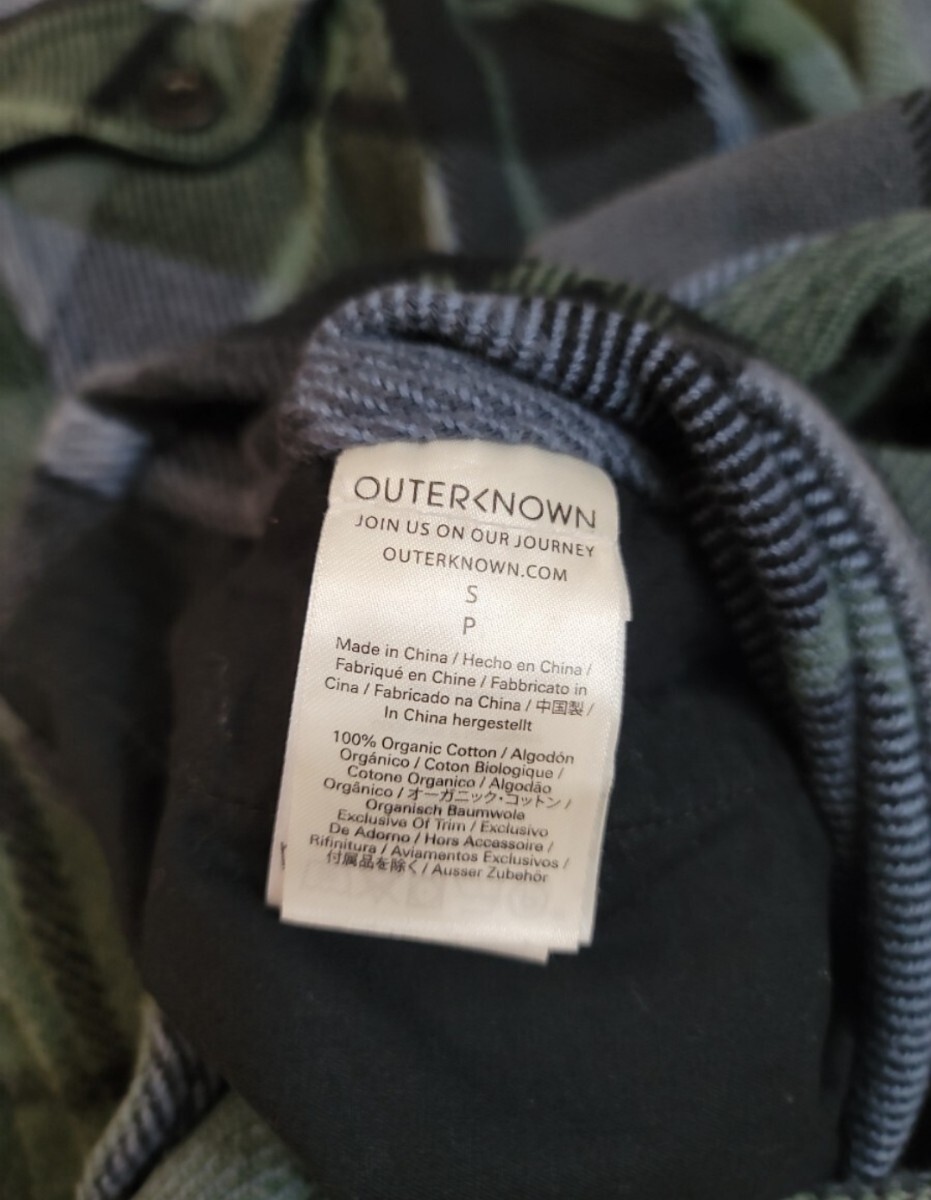 OUTERKNOWN
JOIN US ON OUR JOURNEY
OUTERKNOWN.COM
S
P
Made in China / Hecho en China /
Fabriqué en Chine / Fabbricato in
Cina / Fabricado na China / 中国製 /
In China hergestellt
100% Organic Cotton / Algodón
Orgánico / Coton Biologique /
Cotone Organico / Algodão
Orgânico / オーガニック・コットン /
Organisch Baumwole
Exclusive Of Trim / Exclusivo
De Adorno / Hors Accessoire /
Rifinitura / Aviamentos Exclusivos /
付属品を除く / Ausser Zubehör